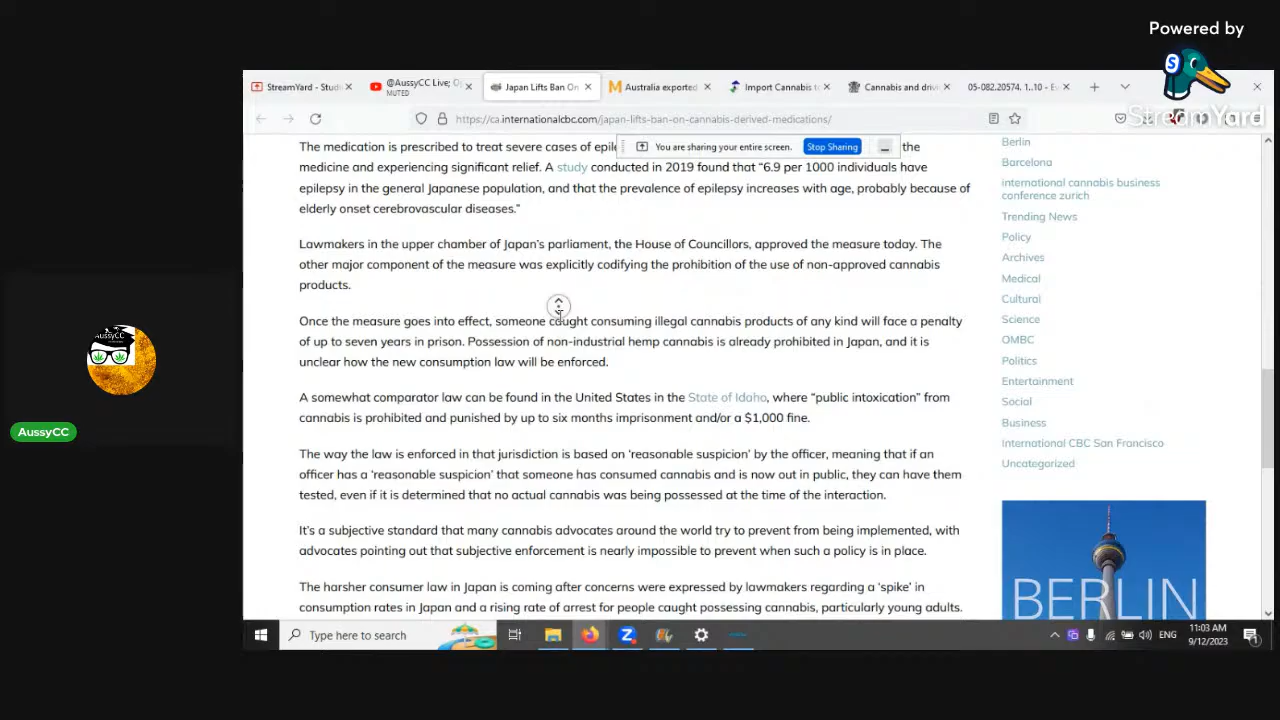 Powered by
StreamYard
StreamYard - Studi
@AussyCC Live; O
MUTED
Japan Lifts Ban On
Australia exported
Import Cannabis t
Cannabis and driv
05-082.20574. 1..10 - E
https://ca.internationalcbc.com/japan-lifts-ban-on-cannabis-derived-medications/
You are sharing your entire screen.
Stop Sharing
The medication is prescribed to treat severe cases of the
medicine and experiencing significant relief. A study conducted in 2019 found that “6.9 per 1000 individuals have
epilepsy in the general Japanese population, and that the prevalence of epilepsy increases with age, probably because of
elderly onset cerebrovascular diseases.”
Lawmakers in the upper chamber of Japan’s parliament, the House of Councillors, approved the measure today. The
other major component of the measure was explicitly codifying the prohibition of the use of non-approved cannabis
products.
Once the measure goes into effect, someone caught consuming illegal cannabis products of any kind will face a penalty
of up to seven years in prison. Possession of non-industrial hemp cannabis is already prohibited in Japan, and it is
unclear how the new consumption law will be enforced.
A somewhat comparator law can be found in the United States in the State of Idaho, where “public intoxication” from
cannabis is prohibited and punished by up to six months imprisonment and/or a $1,000 fine.
The way the law is enforced in that jurisdiction is based on ‘reasonable suspicion’ by the officer, meaning that if an
officer has a ‘reasonable suspicion’ that someone has consumed cannabis and is now out in public, they can have them
tested, even if it is determined that no actual cannabis was being possessed at the time of the interaction.
It’s a subjective standard that many cannabis advocates around the world try to prevent from being implemented, with
advocates pointing out that subjective enforcement is nearly impossible to prevent when such a policy is in place.
The harsher consumer law in Japan is coming after concerns were expressed by lawmakers regarding a ‘spike’ in
consumption rates in Japan and a rising rate of arrest for people caught possessing cannabis, particularly young adults.
Berlin
Barcelona
international cannabis business
conference zurich
Trending News
Policy
Archives
Medical
Cultural
Science
OMBC
Politics
Entertainment
Social
Business
International CBC San Francisco
Uncategorized
BERLIN
AussyCC
AussyCC
Type here to search
ENG
11:03 AM
9/12/2023